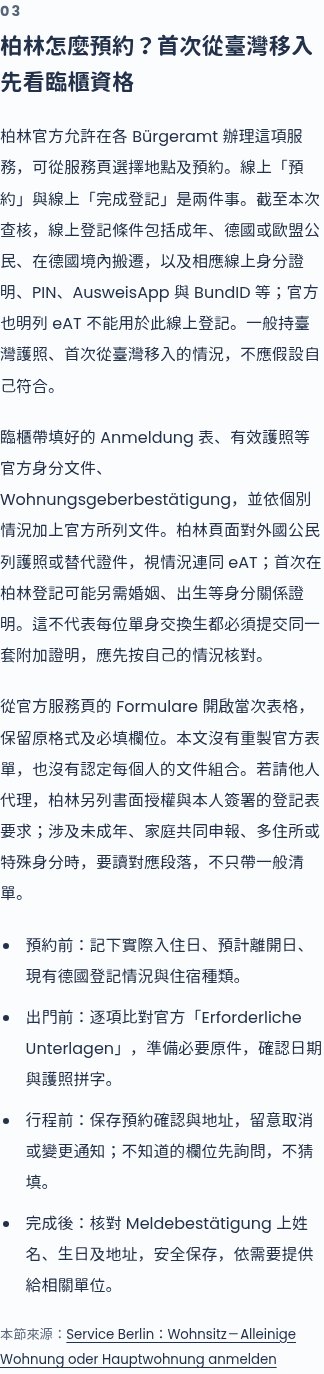 03
柏林怎麼預約？首次從臺灣移入
先看臨櫃資格
柏林官方允許在各 Bürgeramt 辦理這項服
務，可從服務頁選擇地點及預約。線上「預
約」與線上「完成登記」是兩件事。截至本次
查核，線上登記條件包括成年、德國或歐盟公
民、在德國境內搬遷，以及相應線上身分證
明、PIN、AusweisApp 與 BundID 等；官方
也明列 eAT 不能用於此線上登記。一般持臺
灣護照、首次從臺灣移入的情況，不應假設自
己符合。
臨櫃帶填好的 Anmeldung 表、有效護照等
官方身分文件、
Wohnungsgeberbestätigung，並依個別
情況加上官方所列文件。柏林頁面對外國公民
列護照或替代證件，視情況連同 eAT；首次在
柏林登記可能另需婚姻、出生等身分關係證
明。這不代表每位單身交換生都必須提交同一
套附加證明，應先按自己的情況核對。
從官方服務頁的 Formulare 開啟當次表格，
保留原格式及必填欄位。本文沒有重製官方表
單，也沒有認定每個人的文件組合。若請他人
代理，柏林另列書面授權與本人簽署的登記表
要求；涉及未成年、家庭共同申報、多住所或
特殊身分時，要讀對應段落，不只帶一般清
單。
• 預約前：記下實際入住日、預計離開日、
現有德國登記情況與住宿種類。
• 出門前：逐項比對官方「Erforderliche
Unterlagen」，準備必要原件，確認日期
與護照拼字。
• 行程前：保存預約確認與地址，留意取消
或變更通知；不知道的欄位先詢問，不猜
填。
• 完成後：核對 Meldebestätigung 上姓
名、生日及地址，安全保存，依需要提供
給相關單位。
本節來源：Service Berlin：Wohnsitz－Alleinige
Wohnung oder Hauptwohnung anmelden